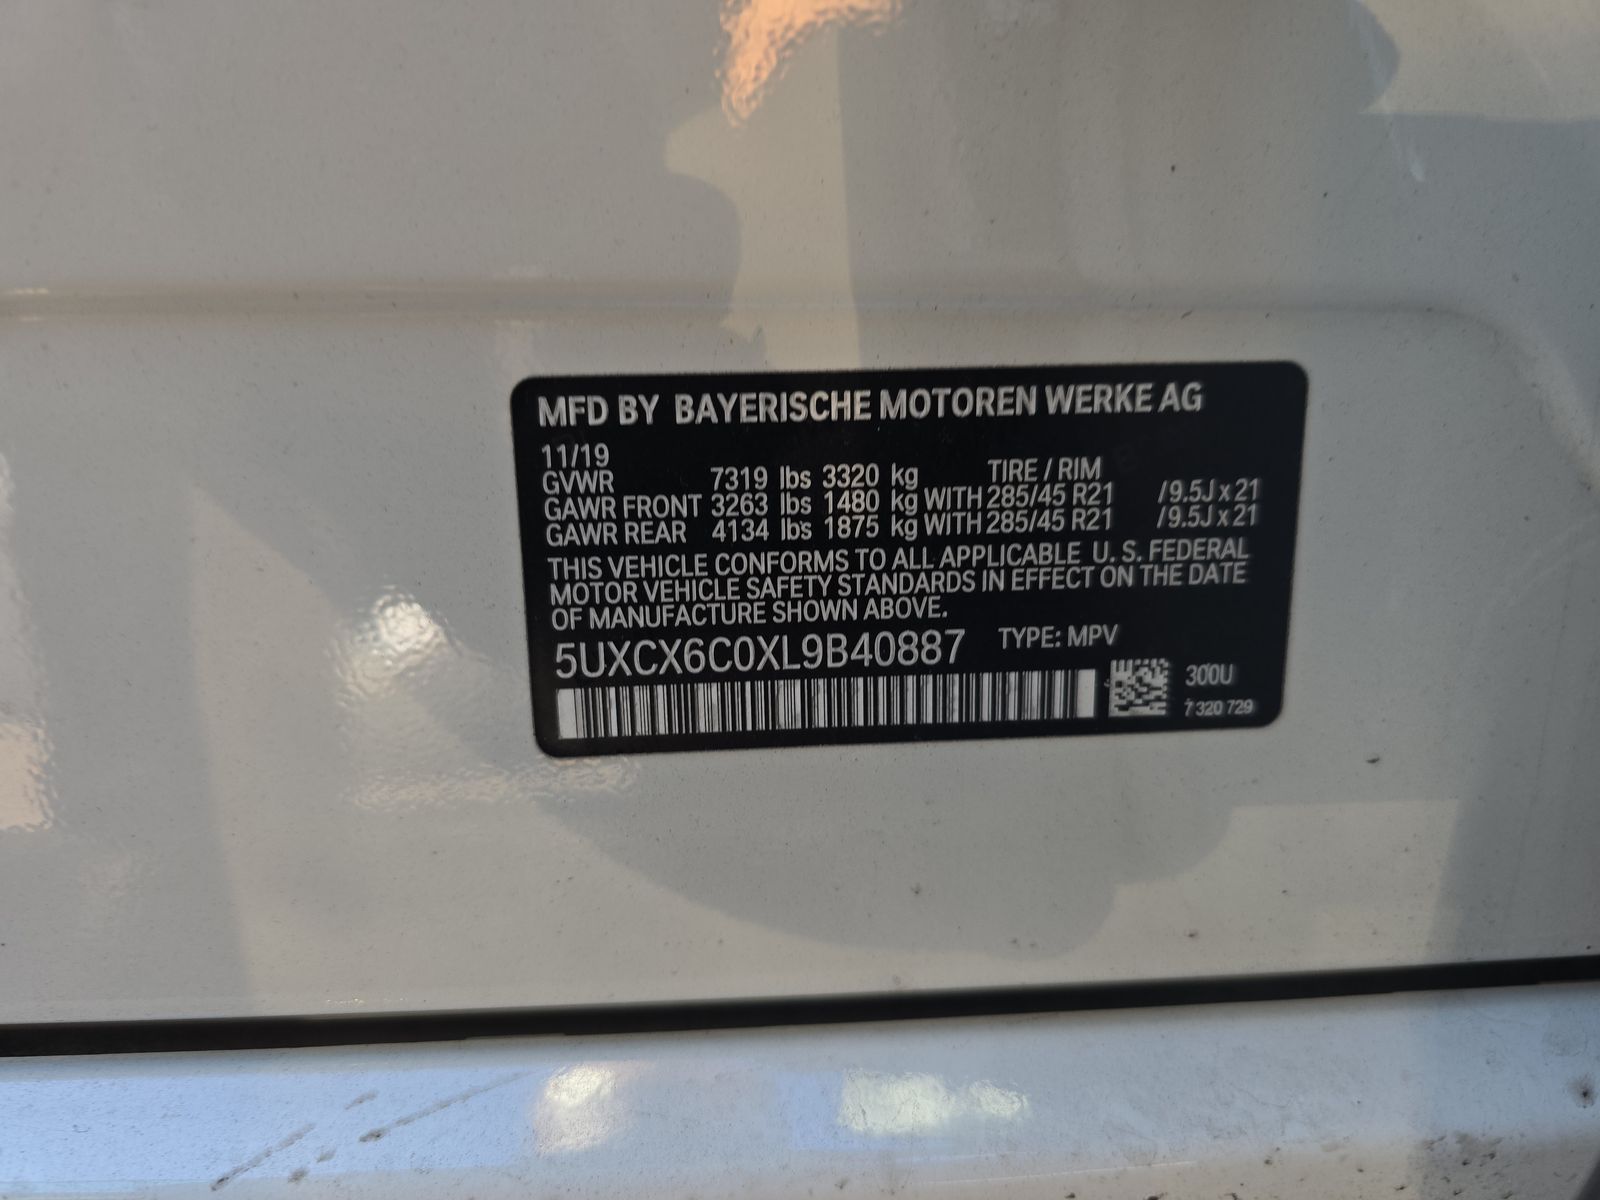 MFD BY BAYERISCHE MOTOREN WERKE AG
11/19
GVWR 7319 lbs 3320 kg TIRE / RIM
GAWR FRONT 3263 lbs 1480 kg WITH 285/45 R21 /9.5J x 21
GAWR REAR 4134 lbs 1875 kg WITH 285/45 R21 /9.5J x 21
THIS VEHICLE CONFORMS TO ALL APPLICABLE U. S. FEDERAL
MOTOR VEHICLE SAFETY STANDARDS IN EFFECT ON THE DATE
OF MANUFACTURE SHOWN ABOVE.
5UXCX6C0XL9B40887 TYPE: MPV
300U
7 320 729